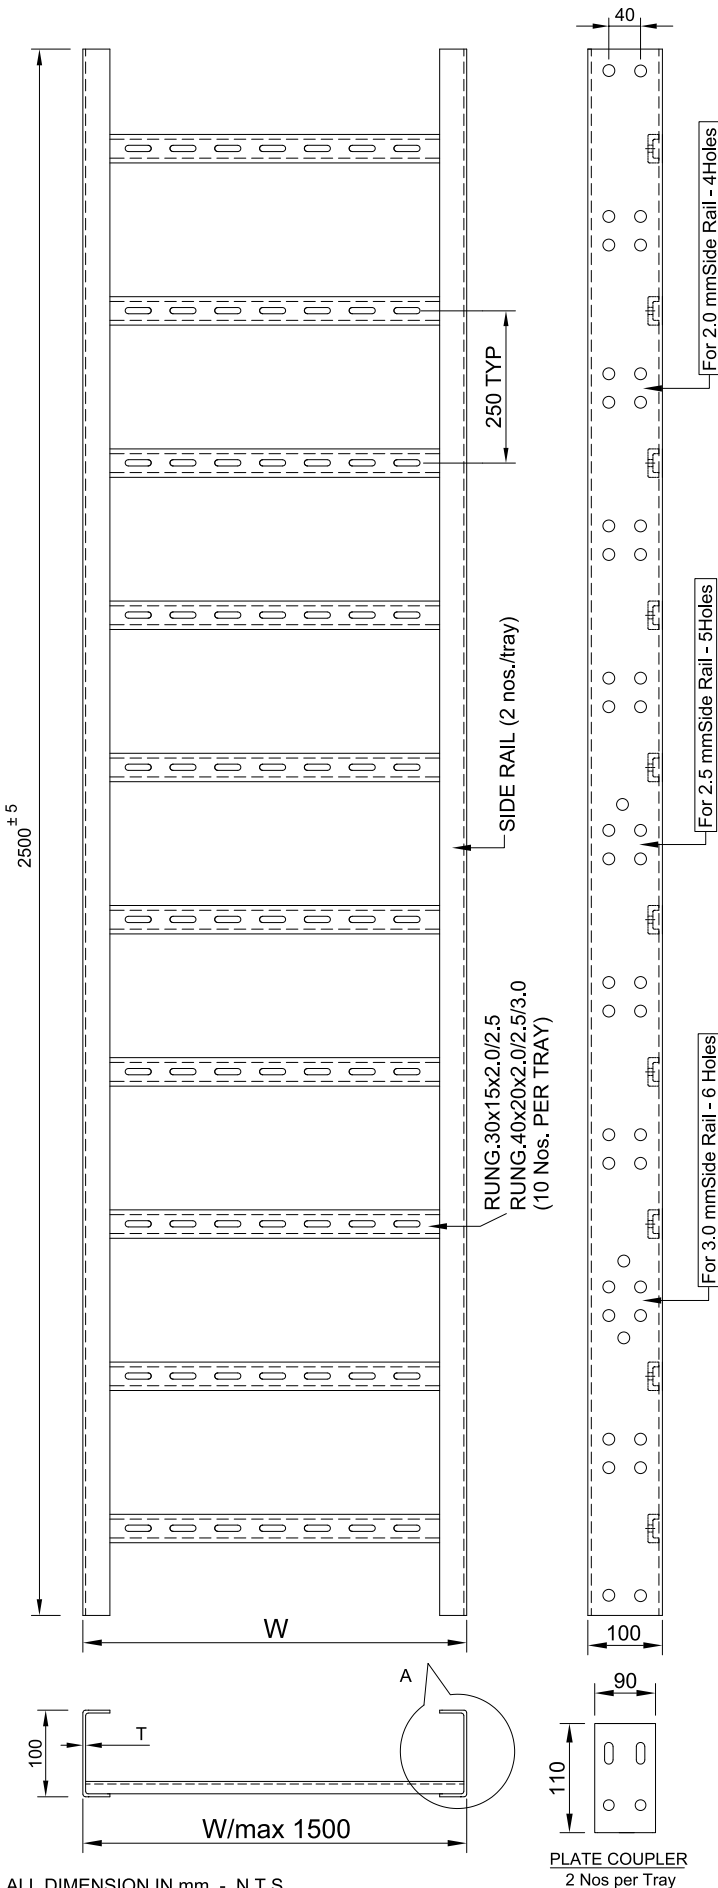 40
For 2.0 mmSide Rail - 4Holes
250 TYP
SIDE RAIL (2 nos./tray)
For 2.5 mmSide Rail - 5Holes
2500 ± 5
RUNG.30x15x2.0/2.5
RUNG.40x20x2.0/2.5/3.0
(10 Nos. PER TRAY)
For 3.0 mmSide Rail - 6 Holes
W
100
A
90
T
100
110
W/max 1500
PLATE COUPLER
2 Nos per Tray
ALL DIMENSION IN mm. - N.T.S